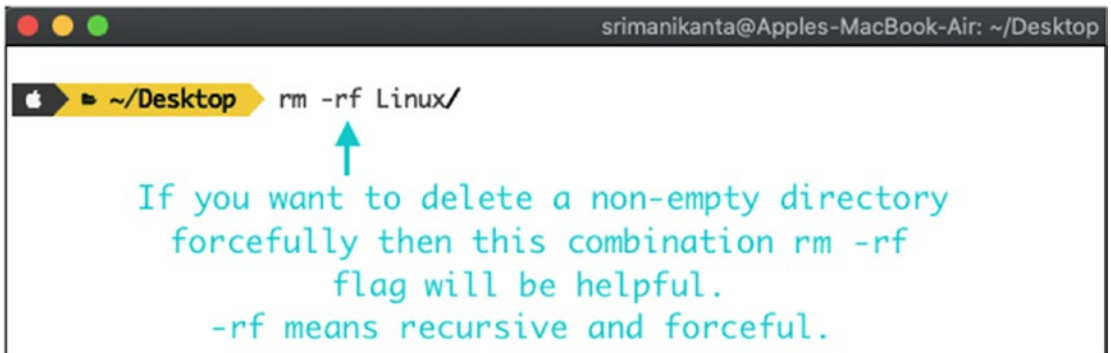 srimanikanta@Apples-MacBook-Air: ~/Desktop
~/Desktop rm -rf Linux/
If you want to delete a non-empty directory
forcefully then this combination rm -rf
flag will be helpful.
-rf means recursive and forceful.